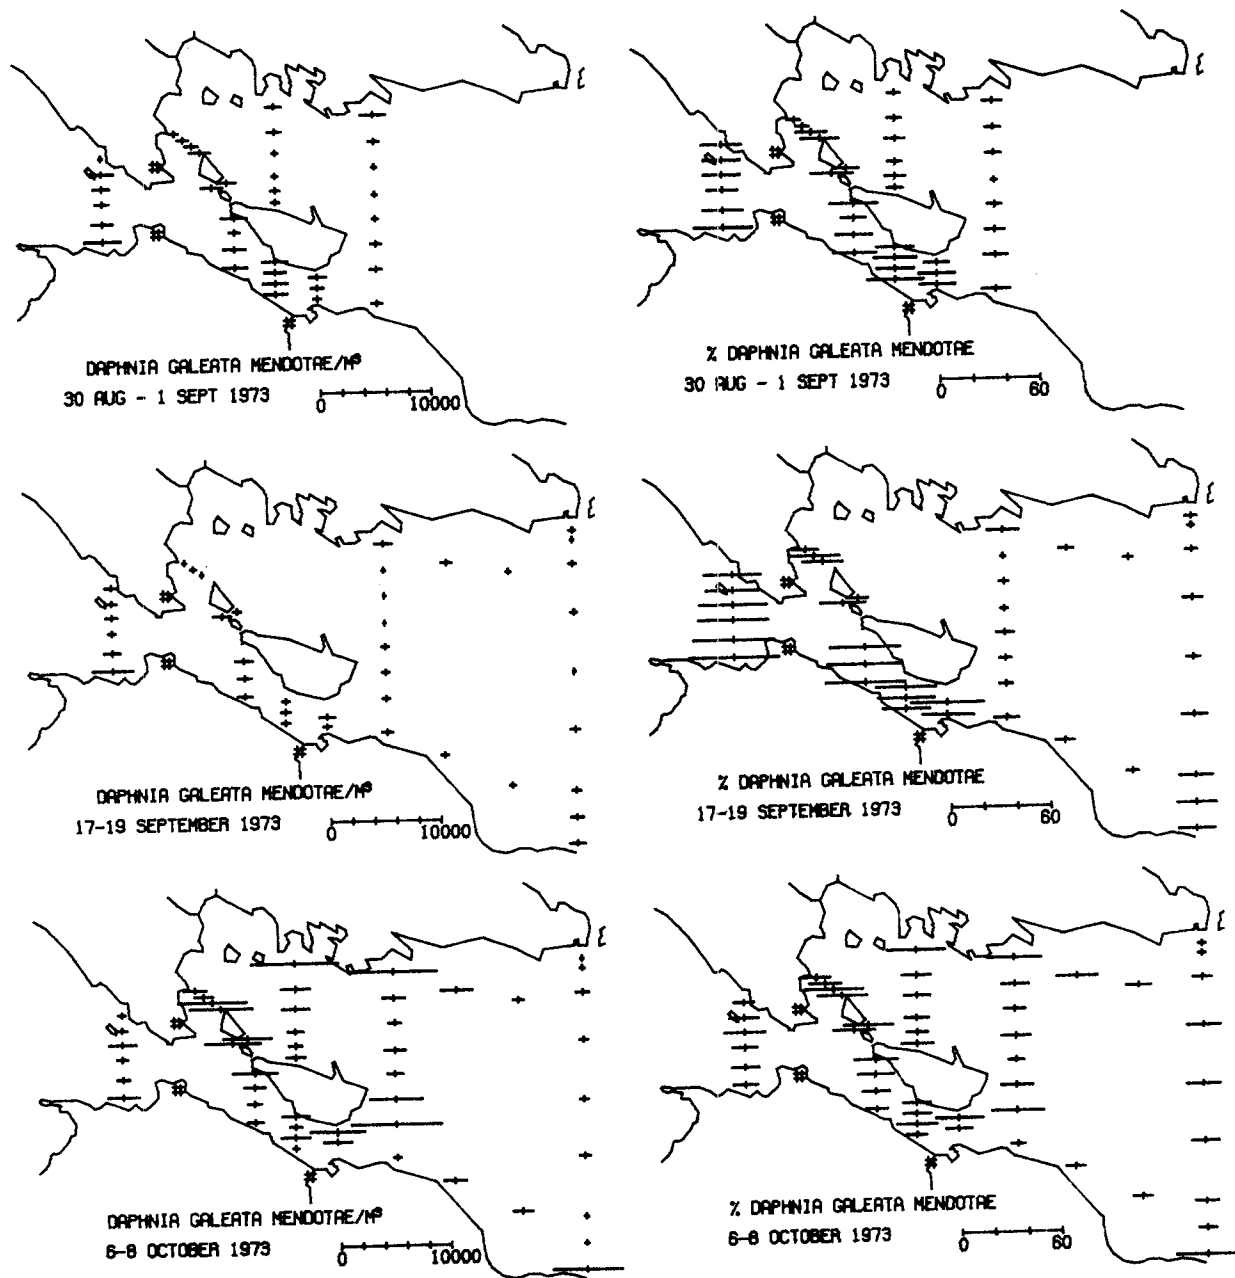 DAPHNIA GALEATA MENDOTAE/M³
30 AUG - 1 SEPT 1973
0 10000
% DAPHNIA GALEATA MENDOTAE
30 AUG - 1 SEPT 1973
0 60
DAPHNIA GALEATA MENDOTAE/M³
17-19 SEPTEMBER 1973
0 10000
% DAPHNIA GALEATA MENDOTAE
17-19 SEPTEMBER 1973
0 60
DAPHNIA GALEATA MENDOTAE/M³
6-8 OCTOBER 1973
0 10000
% DAPHNIA GALEATA MENDOTAE
6-8 OCTOBER 1973
0 60